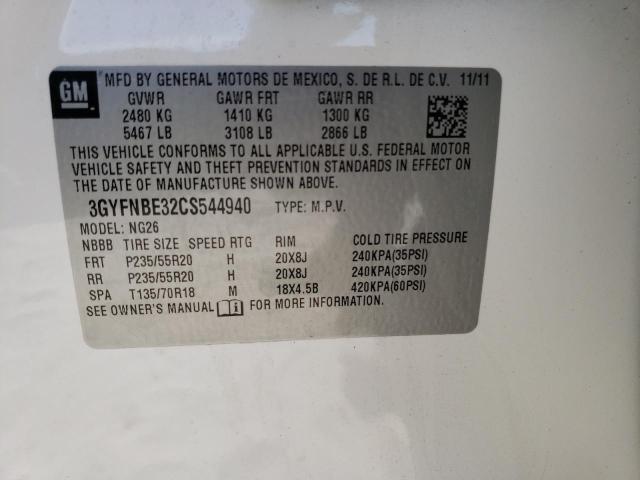 GM
MFD BY GENERAL MOTORS DE MEXICO, S. DE R.L. DE C.V. 11/11
GVWR GAWR FRT GAWR RR
2480 KG 1410 KG 1300 KG
5467 LB 3108 LB 2866 LB
THIS VEHICLE CONFORMS TO ALL APPLICABLE U.S. FEDERAL MOTOR
VEHICLE SAFETY AND THEFT PREVENTION STANDARDS IN EFFECT ON
THE DATE OF MANUFACTURE SHOWN ABOVE.
3GYFNBE32CS544940 TYPE: M.P.V.
MODEL: NG26
NBBB TIRE SIZE SPEED RTG RIM COLD TIRE PRESSURE
FRT P235/55R20 H 20X8J 240KPA(35PSI)
RR P235/55R20 H 20X8J 240KPA(35PSI)
SPA T135/70R18 M 18X4.5B 420KPA(60PSI)
SEE OWNER'S MANUAL FOR MORE INFORMATION.